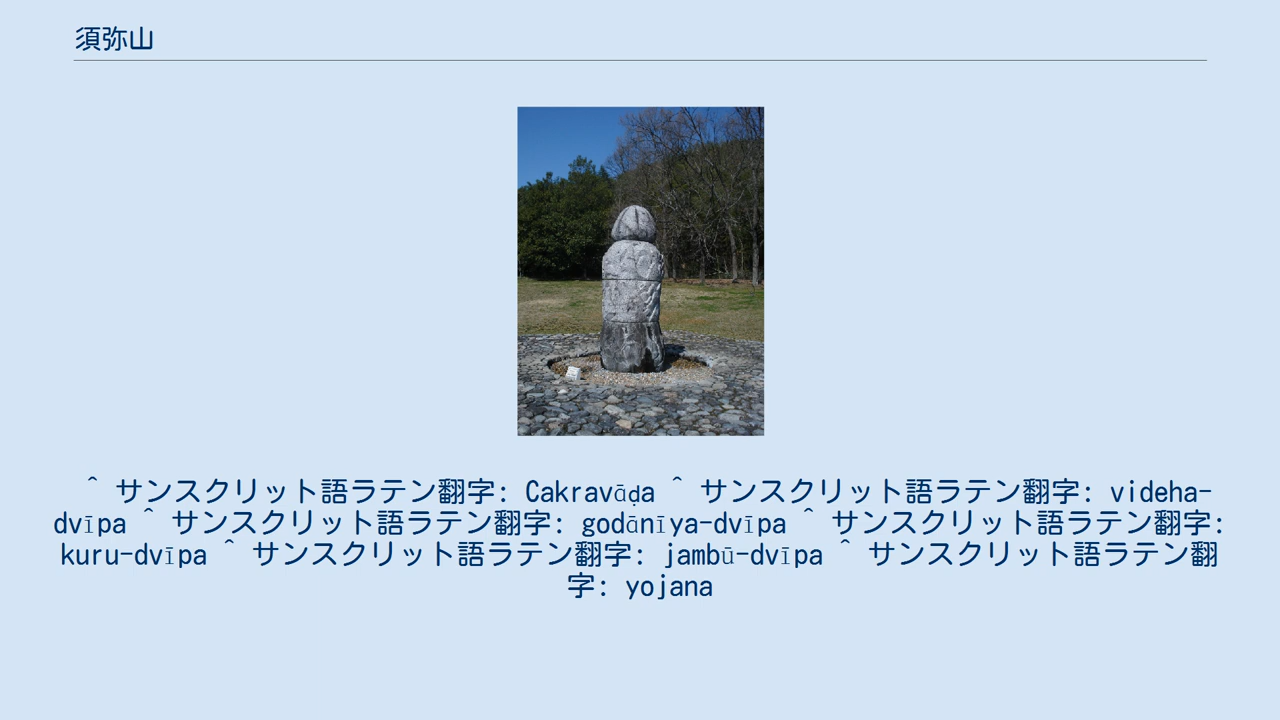 須弥山
^ サンスクリット語ラテン翻字: Cakravāḍa ^ サンスクリット語ラテン翻字: videha-
dvīpa ^ サンスクリット語ラテン翻字: godānīya-dvīpa ^ サンスクリット語ラテン翻字:
kuru-dvīpa ^ サンスクリット語ラテン翻字: jambū-dvīpa ^ サンスクリット語ラテン翻
字: yojana